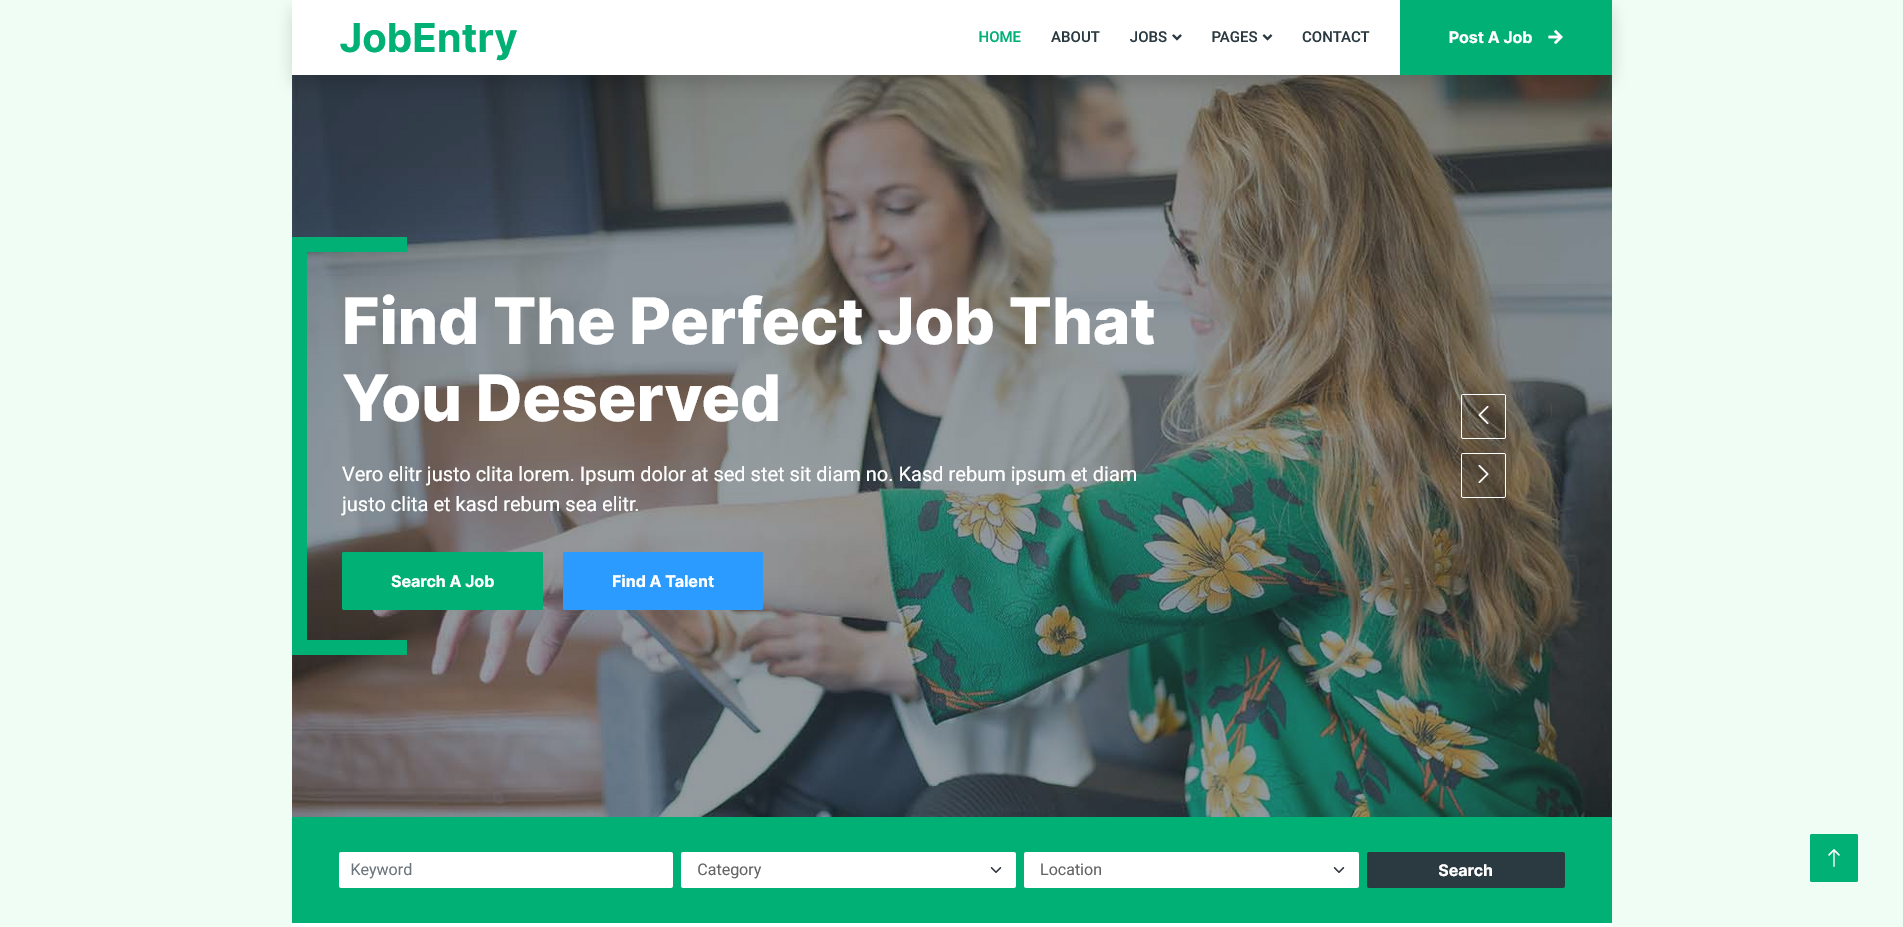 JobEntry
HOME ABOUT JOBS PAGES CONTACT
Post A Job
Find The Perfect Job That
You Deserved
Vero elitr justo clita lorem. Ipsum dolor at sed stet sit diam no. Kasd rebum ipsum et diam
justo clita et kasd rebum sea elitr.
Search A Job
Find A Talent
Keyword
Category
Location
Search